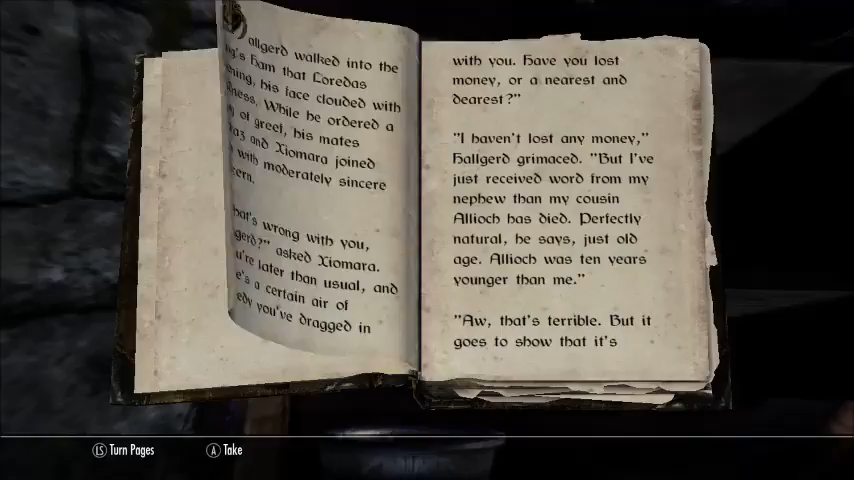 allgerd walked into the
g's Ham that Loredas
ning, his face clouded with
ness. While he ordered a
of greef, his mates
az and Xiomara joined
with moderately sincere
ern.
hat's wrong with you,
gerd?" asked Xiomara.
u're later than usual, and
e's a certain air of
edy you've dragged in
with you. Have you lost
money, or a nearest and
dearest?"
"I haven't lost any money,"
Hallgerd grimaced. "But I've
just received word from my
nephew than my cousin
Allioch has died. Perfectly
natural, he says, just old
age. Allioch was ten years
younger than me."
"Aw, that's terrible. But it
goes to show that it's
LS Turn Pages
A Take